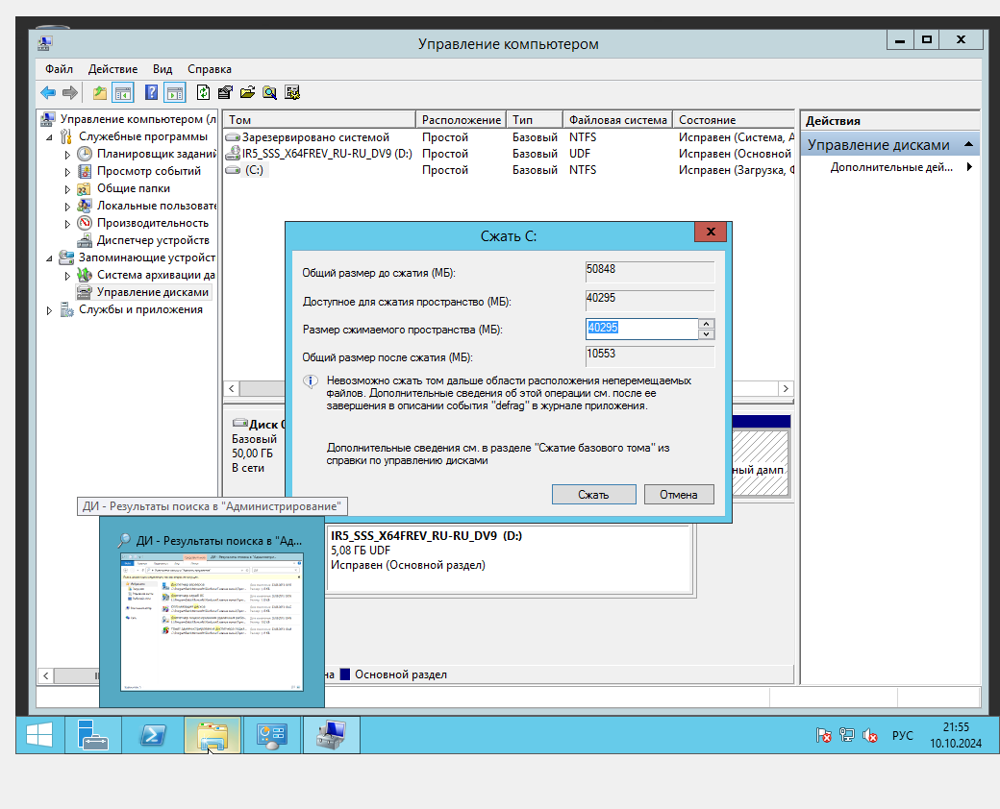 Управление компьютером
Файл Действие Вид Справка
Управление компьютером (л
Служебные программы
Планировщик заданий
Просмотр событий
Общие папки
Локальные пользовате
Производительность
Диспетчер устройств
Запоминающие устройст
Система архивации да
Управление дисками
Службы и приложения
Том Расположение Тип Файловая система Состояние
Зарезервировано системой Простой Базовый NTFS Исправен (Система, А
IR5_SSS_X64FREV_RU-RU_DV9 (D:) Простой Базовый UDF Исправен (Основной
(C:) Простой Базовый NTFS Исправен (Загрузка, Ф
Действия
Управление дисками
Дополнительные дей...
Сжать C:
Общий размер до сжатия (МБ): 50848
Доступное для сжатия пространство (МБ): 40295
Размер сжимаемого пространства (МБ): 40295
Общий размер после сжатия (МБ): 10553
Невозможно сжать том дальше области расположения неперемещаемых
файлов. Дополнительные сведения об этой операции см. после ее
завершения в описании события "defrag" в журнале приложения.
Дополнительные сведения см. в разделе "Сжатие базового тома" из
справки по управлению дисками
Сжать Отмена
Диск 0
Базовый
50,00 ГБ
В сети
ный дамп
IR5_SSS_X64FREV_RU-RU_DV9 (D:)
5,08 ГБ UDF
Исправен (Основной раздел)
на Основной раздел
ДИ - Результаты поиска в "Администрирование"
ДИ - Результаты поиска в "Ад...
РУС
21:55
10.10.2024